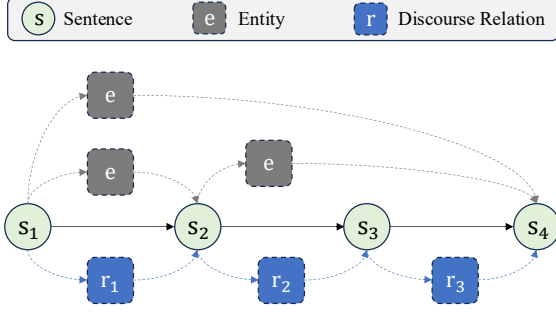 s Sentence e Entity r Discourse Relation
e
e e
s1 s2 s3 s4
r1 r2 r3